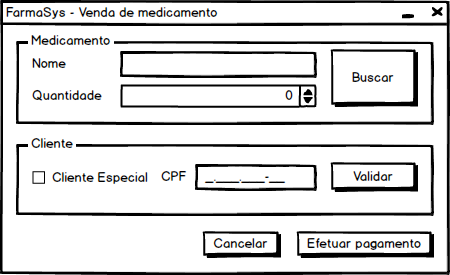 FarmaSys - Venda de medicamento
Medicamento
Nome
Buscar
Quantidade 0
Cliente
Cliente Especial CPF _.___.___-__ Validar
Cancelar Efetuar pagamento